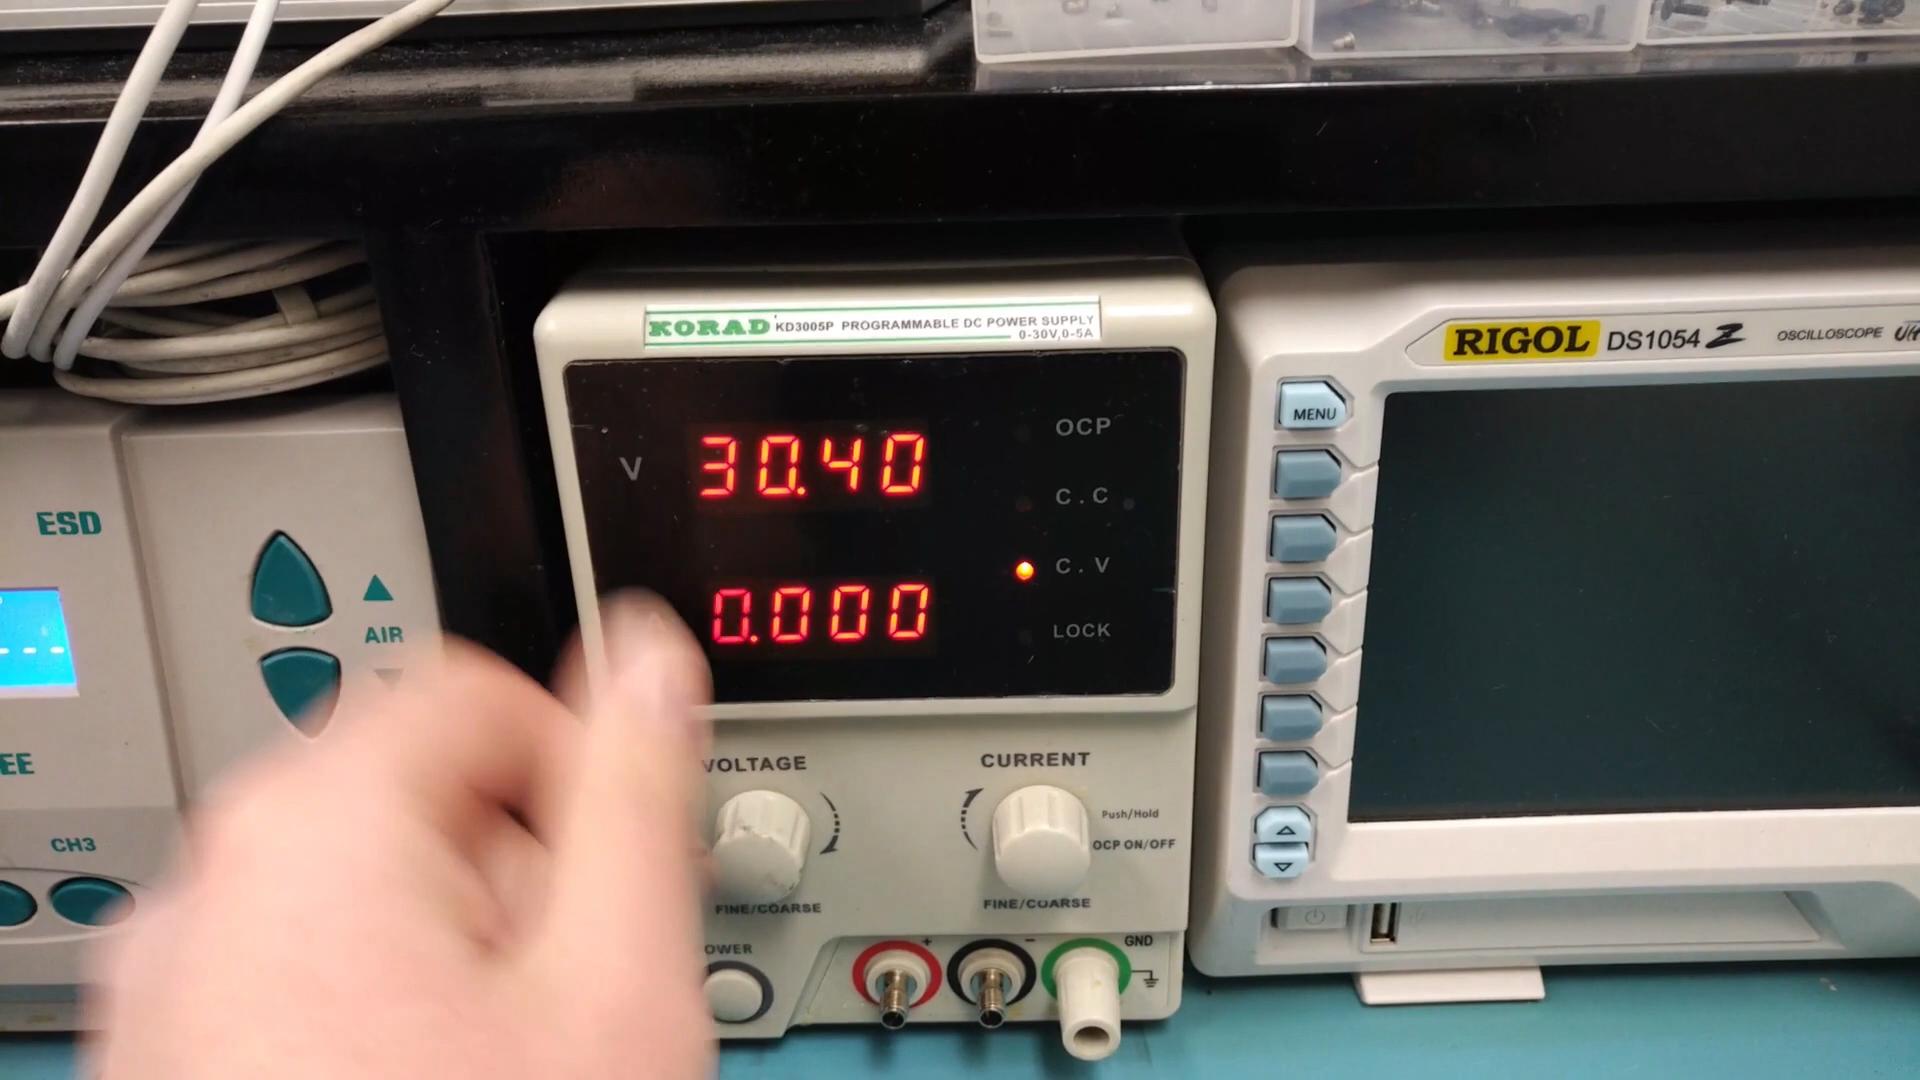 KORAD KD3005P PROGRAMMABLE DC POWER SUPPLY
0-30V,0-5A
V 30.40
0.000
OCP
C.C
C.V
LOCK
VOLTAGE
CURRENT
Push/Hold
OCP ON/OFF
FINE/COARSE
FINE/COARSE
OWER
+
-
GND
RIGOL DS1054 Z OSCILLOSCOPE
MENU
ESD
AIR
EE
CH3